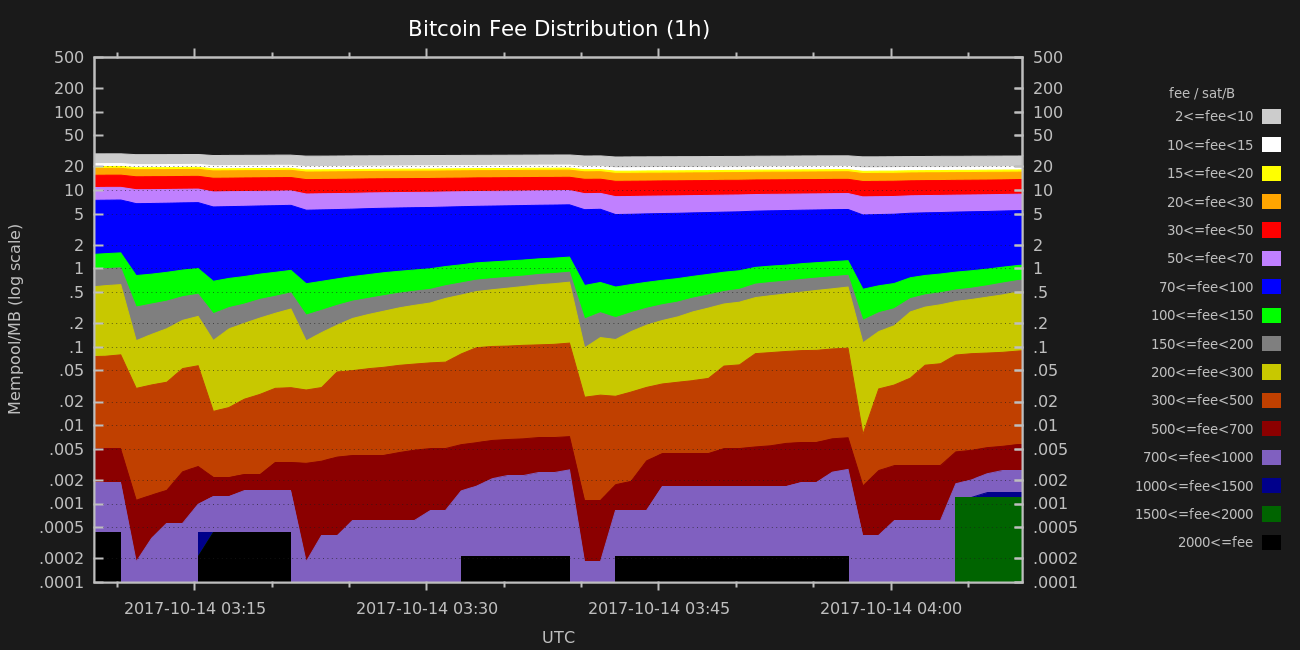 Bitcoin Fee Distribution (1h)
500 500
200 200
100 100
50 50
20 20
10 10
5 5
2 2
1 1
.5 .5
.2 .2
.1 .1
.05 .05
.02 .02
.01 .01
.005 .005
.002 .002
.001 .001
.0005 .0005
.0002 .0002
.0001 .0001
Mempool/MB (log scale)
2017-10-14 03:15 2017-10-14 03:30 2017-10-14 03:45 2017-10-14 04:00
UTC
fee / sat/B
2<=fee<10
10<=fee<15
15<=fee<20
20<=fee<30
30<=fee<50
50<=fee<70
70<=fee<100
100<=fee<150
150<=fee<200
200<=fee<300
300<=fee<500
500<=fee<700
700<=fee<1000
1000<=fee<1500
1500<=fee<2000
2000<=fee